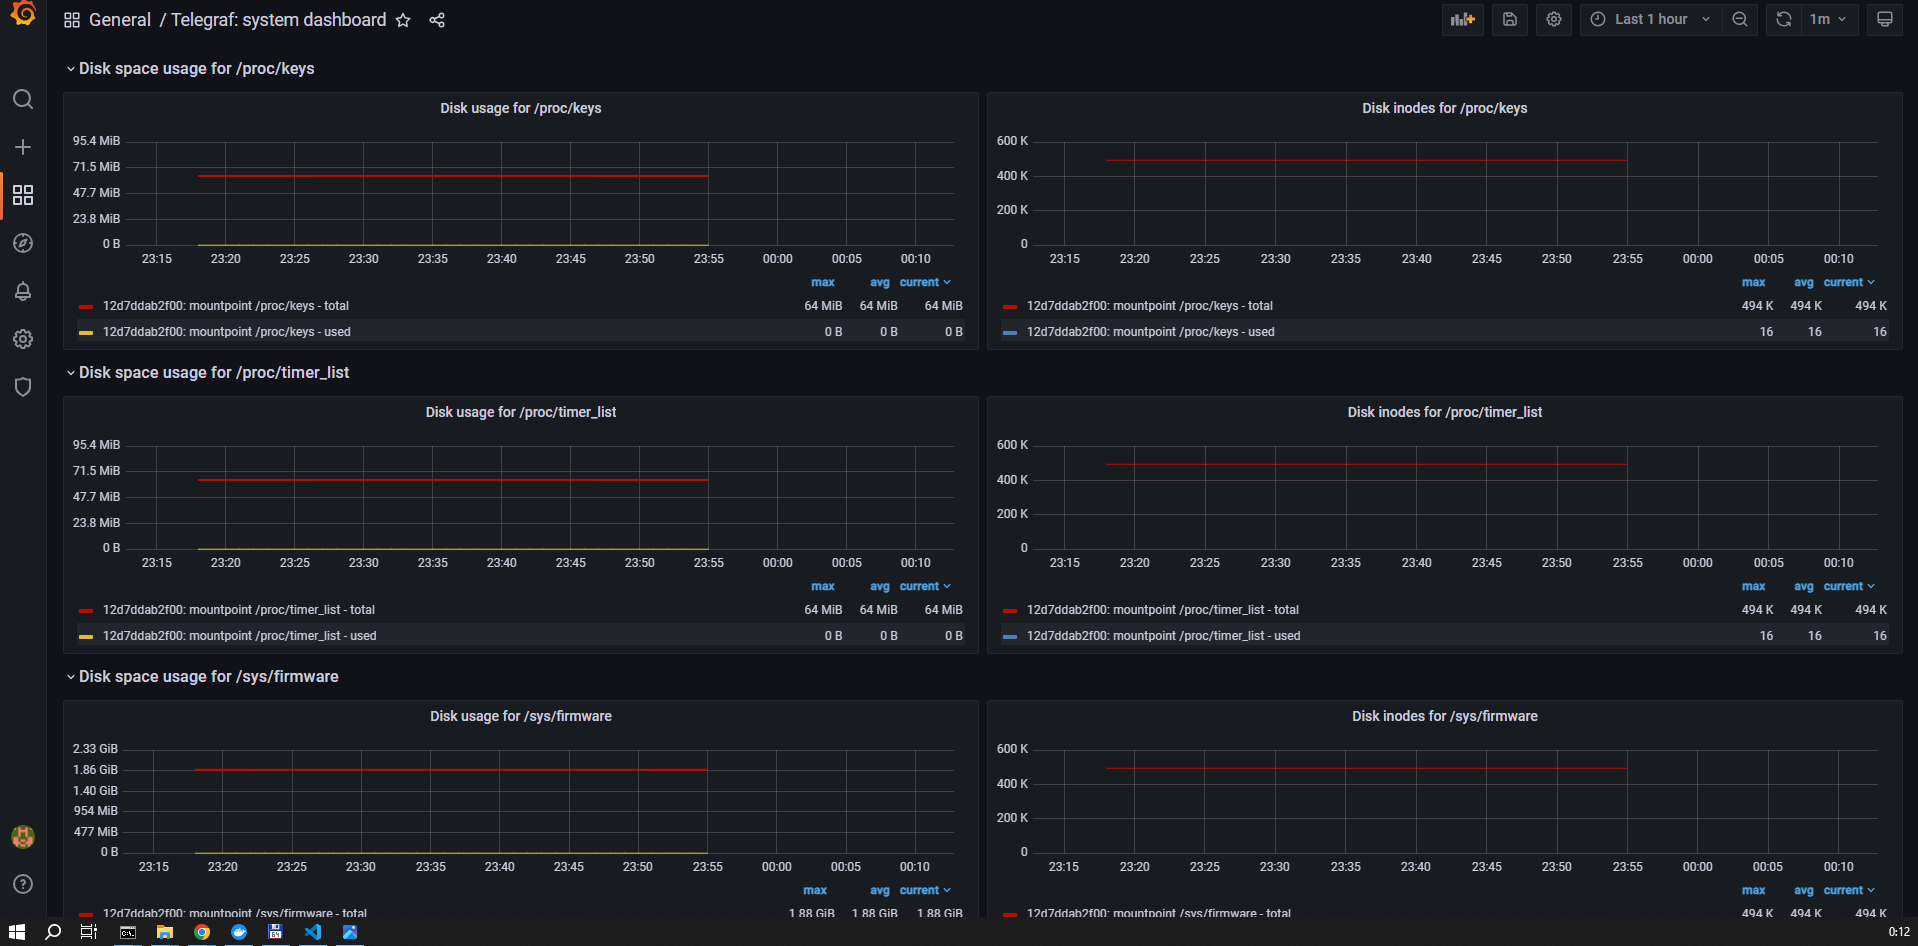 General / Telegraf: system dashboard
Last 1 hour
1m
Disk space usage for /proc/keys
Disk usage for /proc/keys
95.4 MiB
71.5 MiB
47.7 MiB
23.8 MiB
0 B
23:15 23:20 23:25 23:30 23:35 23:40 23:45 23:50 23:55 00:00 00:05 00:10
max avg current
12d7ddab2f00: mountpoint /proc/keys - total 64 MiB 64 MiB 64 MiB
12d7ddab2f00: mountpoint /proc/keys - used 0 B 0 B 0 B
Disk inodes for /proc/keys
600 K
400 K
200 K
0
23:15 23:20 23:25 23:30 23:35 23:40 23:45 23:50 23:55 00:00 00:05 00:10
max avg current
12d7ddab2f00: mountpoint /proc/keys - total 494 K 494 K 494 K
12d7ddab2f00: mountpoint /proc/keys - used 16 16 16
Disk space usage for /proc/timer_list
Disk usage for /proc/timer_list
95.4 MiB
71.5 MiB
47.7 MiB
23.8 MiB
0 B
23:15 23:20 23:25 23:30 23:35 23:40 23:45 23:50 23:55 00:00 00:05 00:10
max avg current
12d7ddab2f00: mountpoint /proc/timer_list - total 64 MiB 64 MiB 64 MiB
12d7ddab2f00: mountpoint /proc/timer_list - used 0 B 0 B 0 B
Disk inodes for /proc/timer_list
600 K
400 K
200 K
0
23:15 23:20 23:25 23:30 23:35 23:40 23:45 23:50 23:55 00:00 00:05 00:10
max avg current
12d7ddab2f00: mountpoint /proc/timer_list - total 494 K 494 K 494 K
12d7ddab2f00: mountpoint /proc/timer_list - used 16 16 16
Disk space usage for /sys/firmware
Disk usage for /sys/firmware
2.33 GiB
1.86 GiB
1.40 GiB
954 MiB
477 MiB
0 B
23:15 23:20 23:25 23:30 23:35 23:40 23:45 23:50 23:55 00:00 00:05 00:10
max avg current
12d7ddab2f00: mountpoint /sys/firmware - total 1.88 GiB 1.88 GiB 1.88 GiB
Disk inodes for /sys/firmware
600 K
400 K
200 K
0
23:15 23:20 23:25 23:30 23:35 23:40 23:45 23:50 23:55 00:00 00:05 00:10
max avg current
12d7ddab2f00: mountpoint /sys/firmware - total 494 K 494 K 494 K
0:12